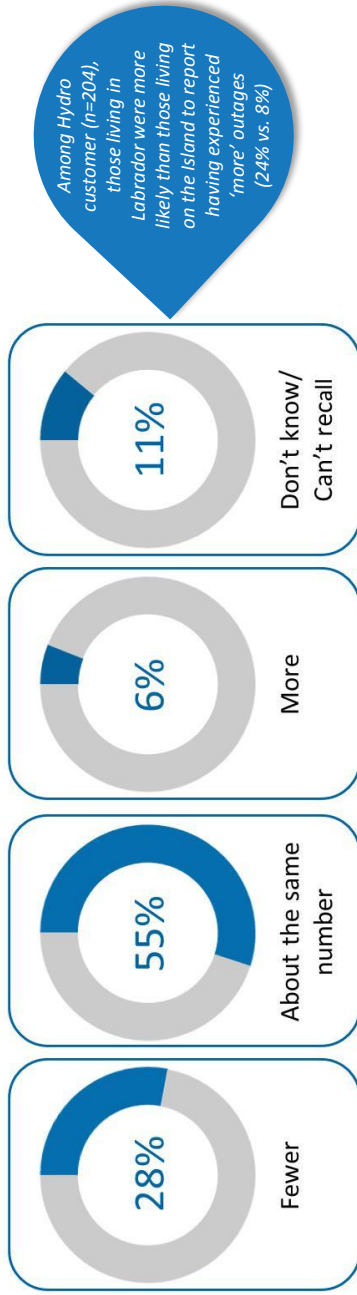 28%
Fewer
55%
About the same
number
6%
More
11%
Don't know/
Can't recall
Among Hydro
customer (n=204),
those living in
Labrador were more
likely than those living
on the Island to report
having experienced
'more' outages
(24% vs. 8%)